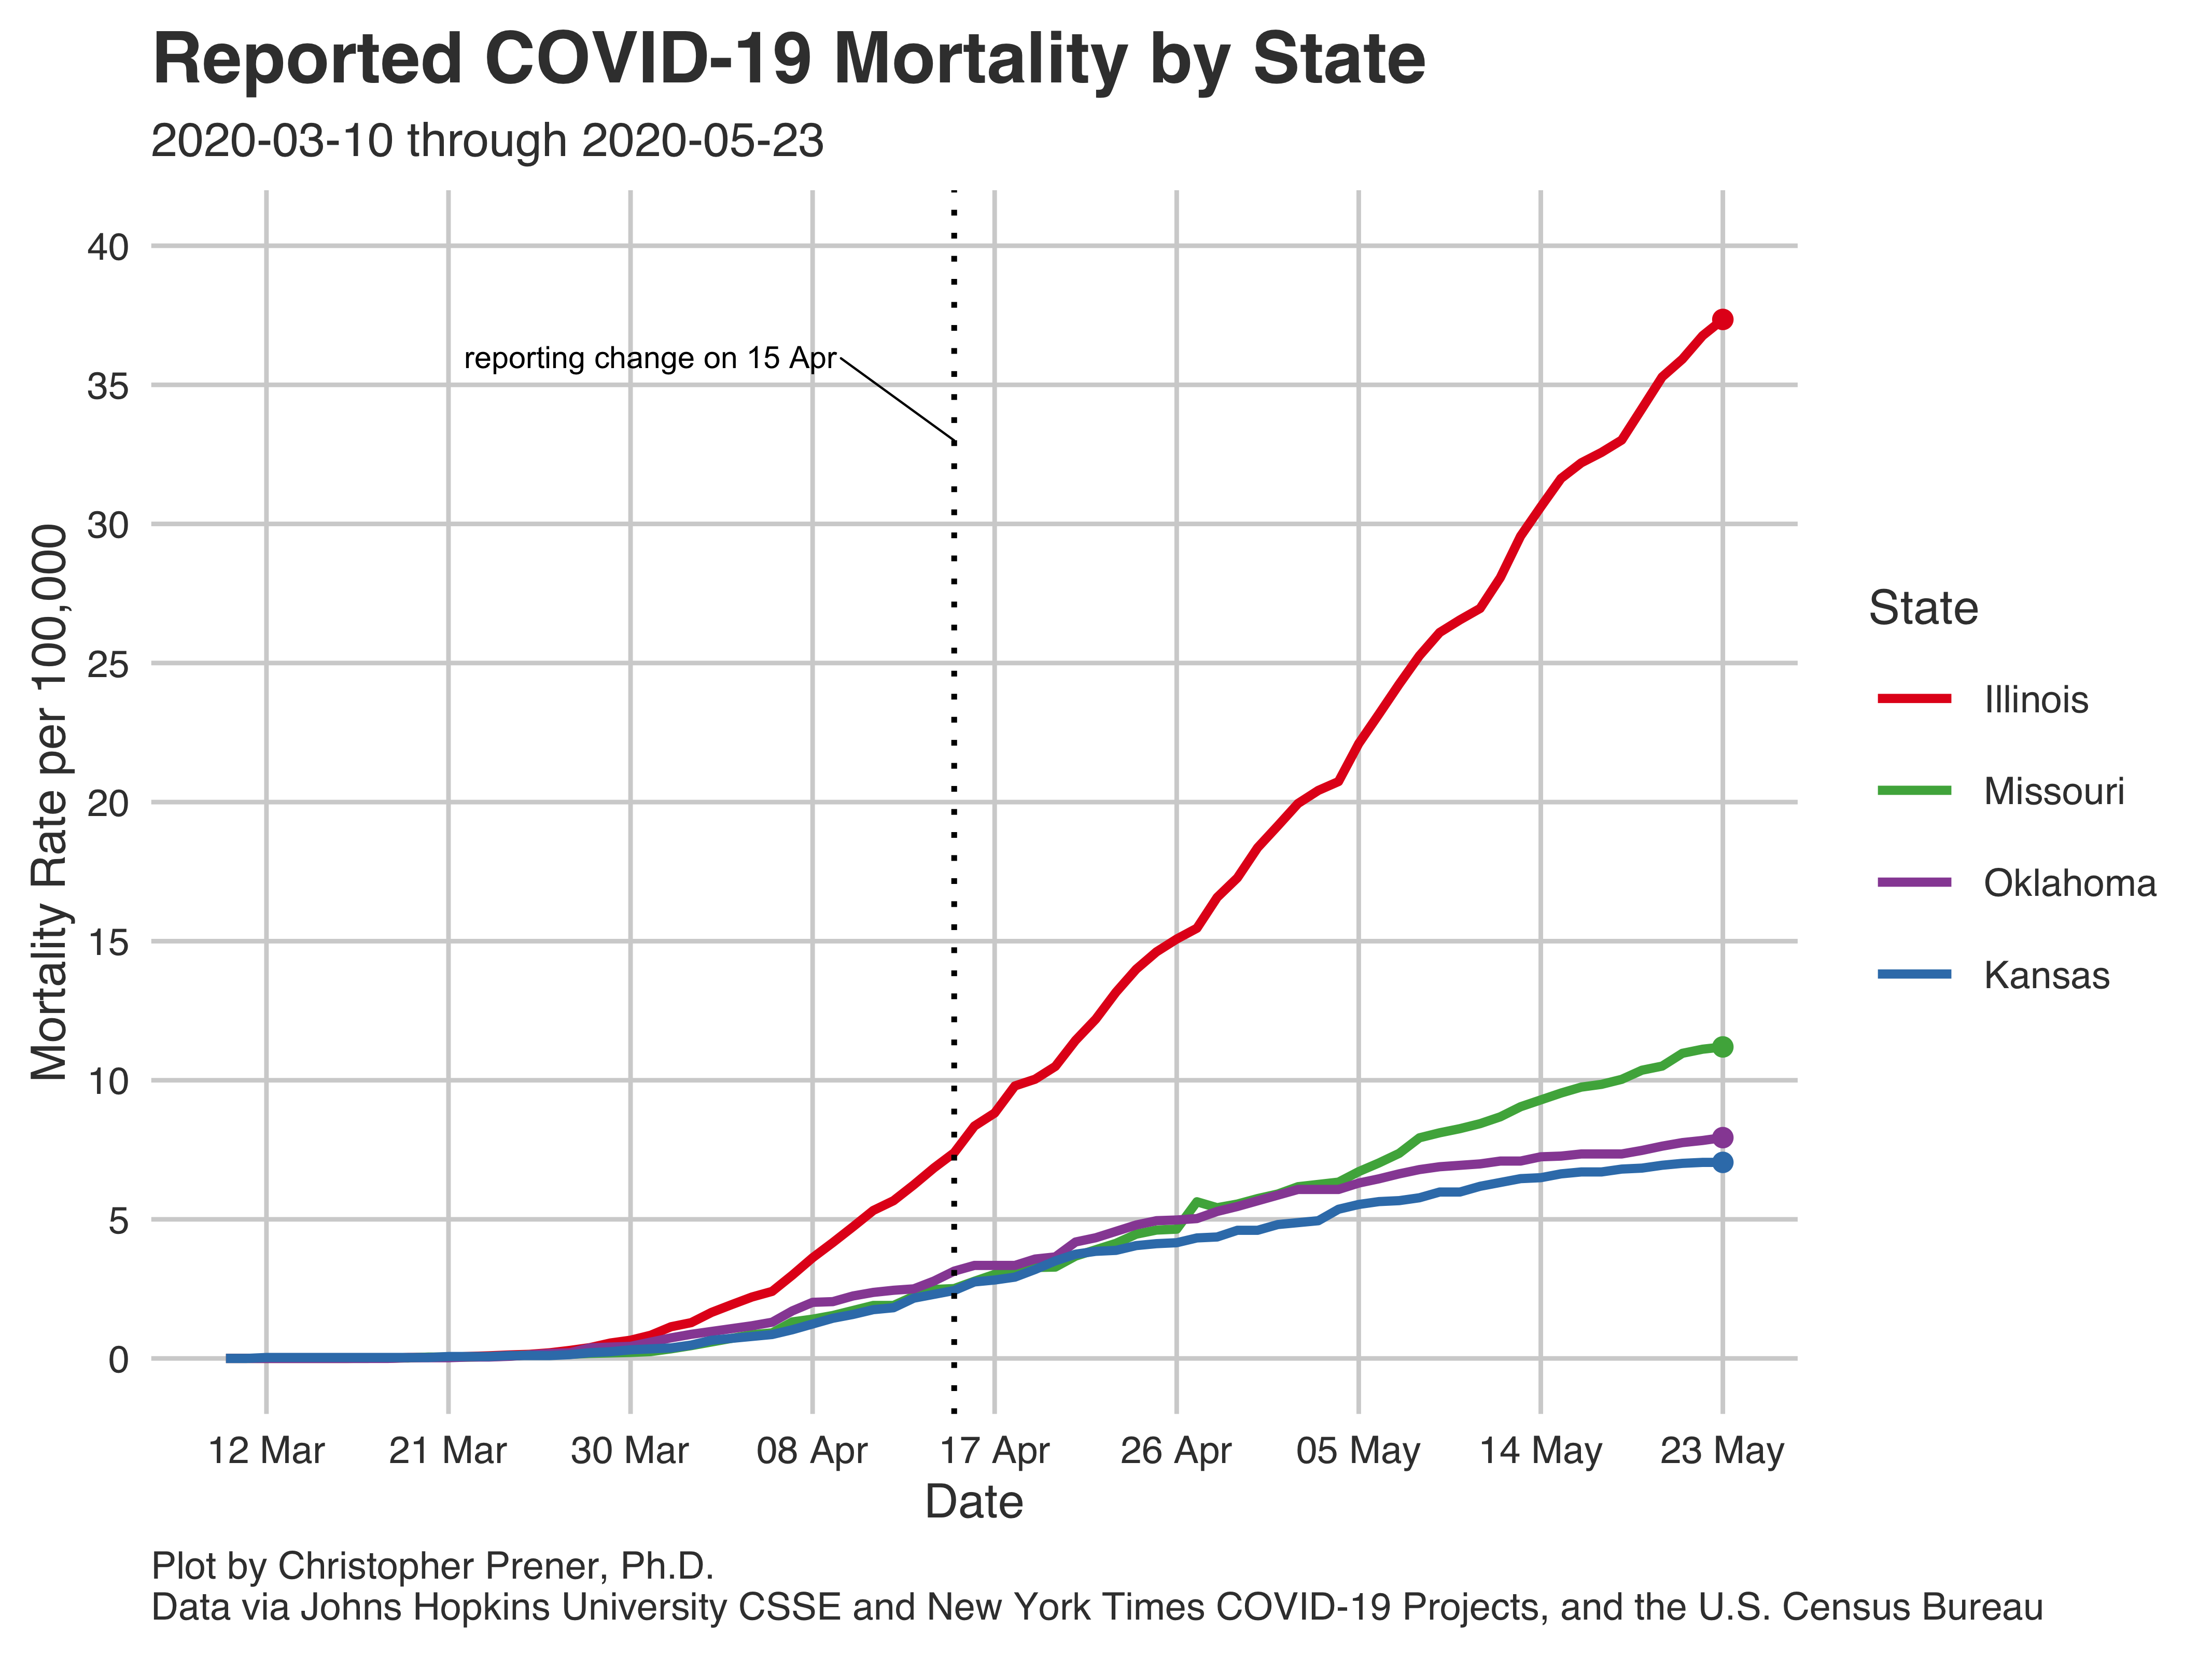 Reported COVID-19 Mortality by State
2020-03-10 through 2020-05-23
40
35
30
25
20
15
10
5
0
Mortality Rate per 100,000
reporting change on 15 Apr
12 Mar
21 Mar
30 Mar
08 Apr
17 Apr
26 Apr
05 May
14 May
23 May
Date
State
Illinois
Missouri
Oklahoma
Kansas
Plot by Christopher Prener, Ph.D.
Data via Johns Hopkins University CSSE and New York Times COVID-19 Projects, and the U.S. Census Bureau